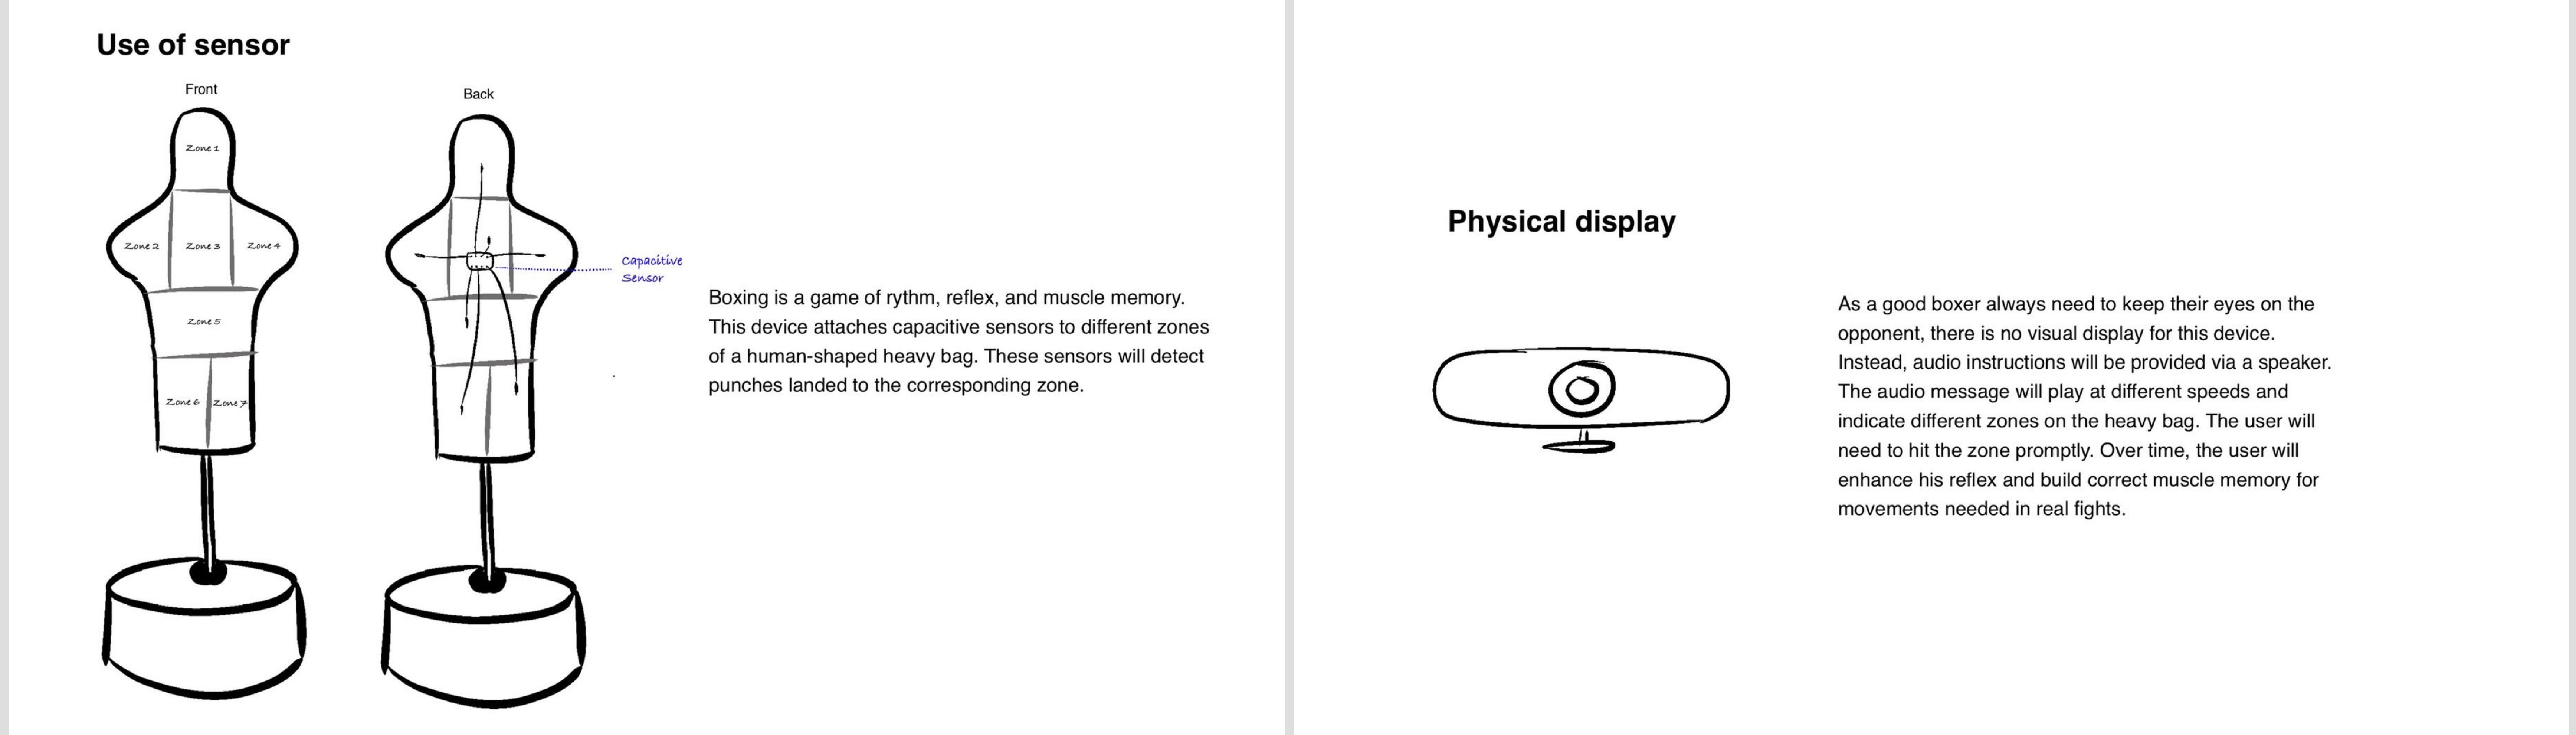 Use of sensor
Front
Back
Zone 1
Zone 2
Zone 3
Zone 4
Zone 5
Zone 6
Zone 7
Capacitive
Sensor
Boxing is a game of rythm, reflex, and muscle memory.
This device attaches capacitive sensors to different zones
of a human-shaped heavy bag. These sensors will detect
punches landed to the corresponding zone.
Physical display
As a good boxer always need to keep their eyes on the
opponent, there is no visual display for this device.
Instead, audio instructions will be provided via a speaker.
The audio message will play at different speeds and
indicate different zones on the heavy bag. The user will
need to hit the zone promptly. Over time, the user will
enhance his reflex and build correct muscle memory for
movements needed in real fights.